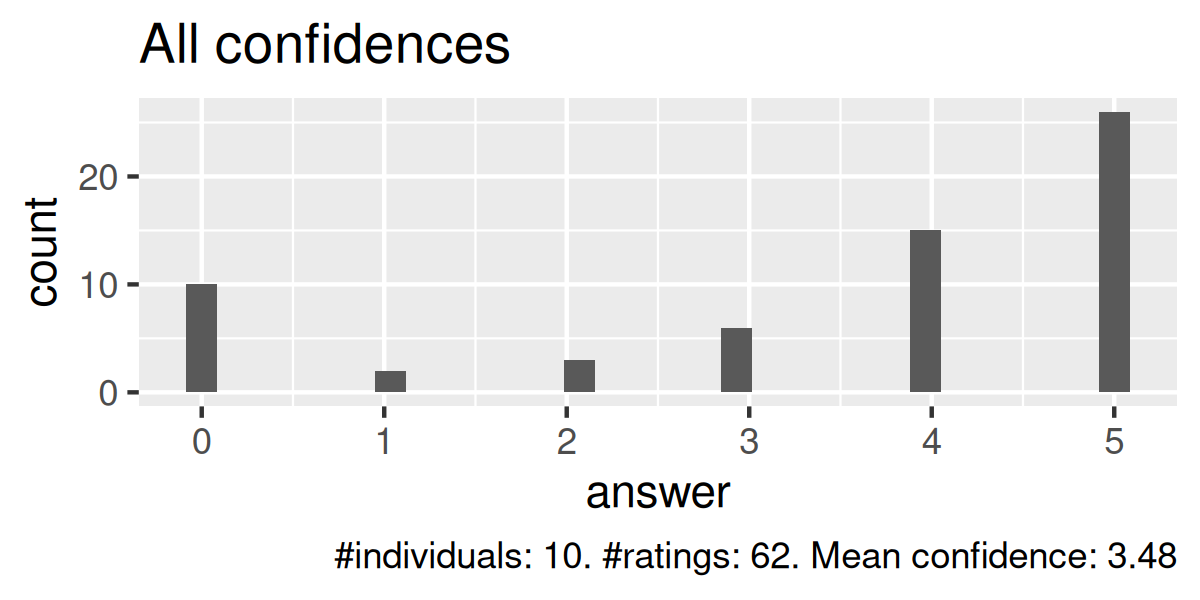 All confidences
count
20
10
0
0 1 2 3 4 5
answer
#individuals: 10. #ratings: 62. Mean confidence: 3.48